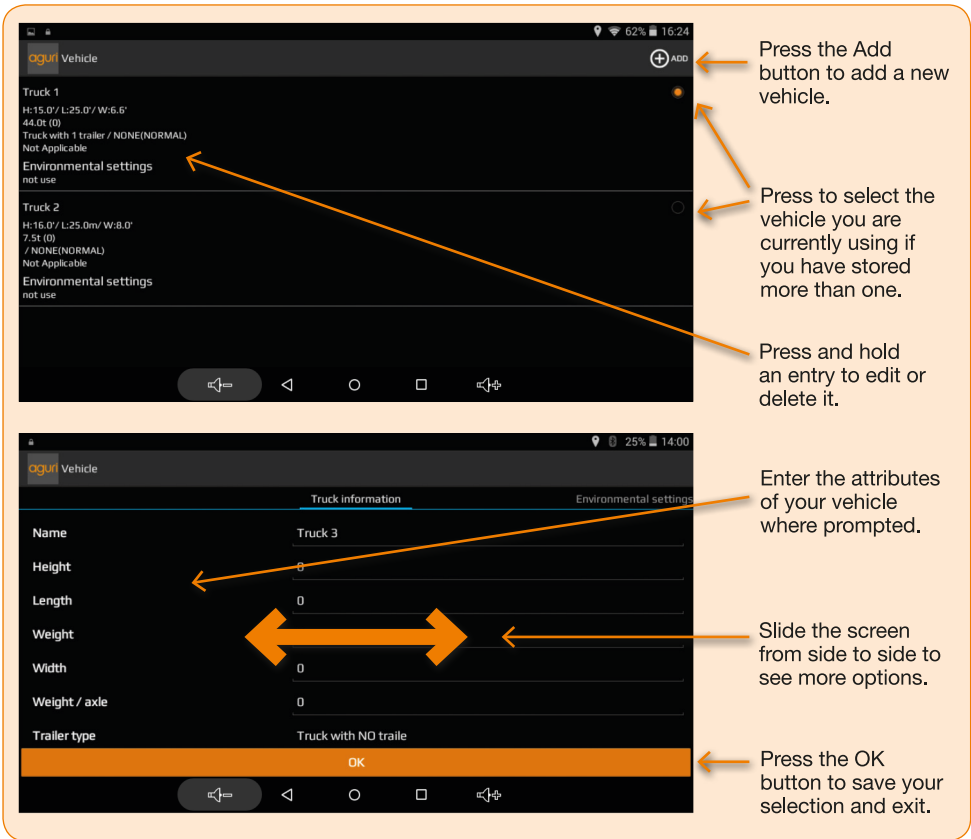 62% 16:24
aguri Vehicle
ADD
Truck 1
H:15.0'/ L:25.0'/ W:6.6'
44.0t (0)
Truck with 1 trailer / NONE(NORMAL)
Not Applicable
Environmental settings
not use
Truck 2
H:16.0'/ L:25.0m/ W:8.0'
7.5t (0)
/ NONE(NORMAL)
Not Applicable
Environmental settings
not use
Press the Add
button to add a new
vehicle.
Press to select the
vehicle you are
currently using if
you have stored
more than one.
Press and hold
an entry to edit or
delete it.
25% 14:00
aguri Vehicle
Truck information
Environmental settings
Name Truck 3
Height 0
Length 0
Weight
Width 0
Weight / axle 0
Trailer type Truck with NO traile
OK
Enter the attributes
of your vehicle
where prompted.
Slide the screen
from side to side to
see more options.
Press the OK
button to save your
selection and exit.